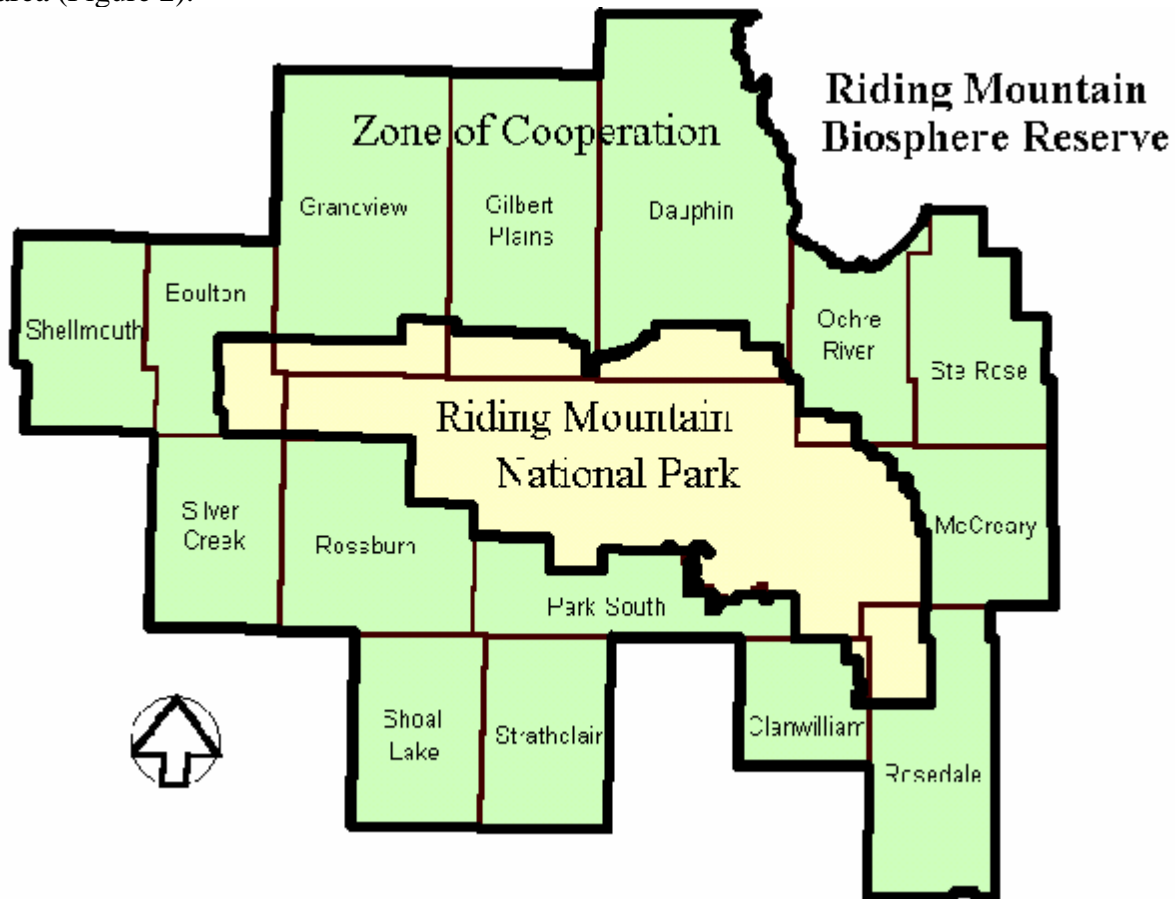 area (Figure 2).
Riding Mountain
Biosphere Reserve
Zone of Cooperation
Grandview
Gilbert
Plains
Dauphin
Shellmouth
Boulton
Ochre
River
Ste Rose
Riding Mountain
National Park
Silver
Creek
Rossburn
McCreary
Park South
Shoal
Lake
Strathclair
Clanwilliam
Rosedale